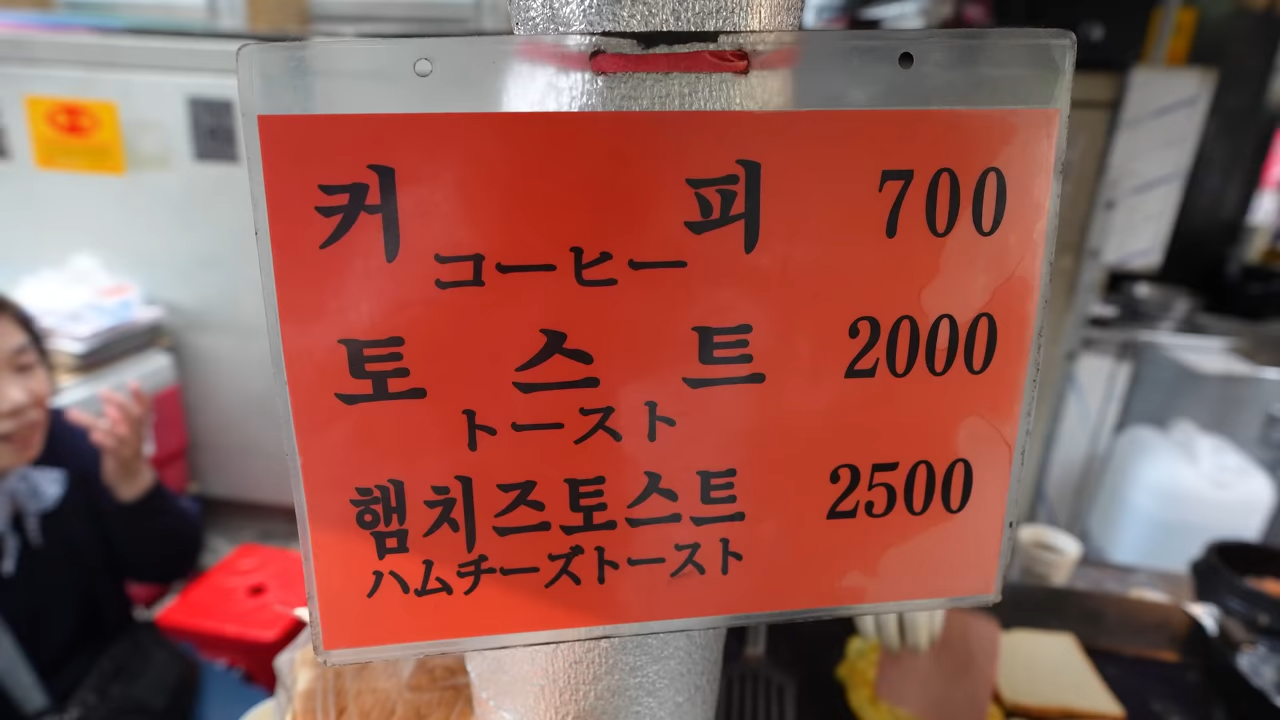 커 피 700
コーヒー
토 스 트 2000
トースト
햄치즈토스트 2500
ハムチーズトースト